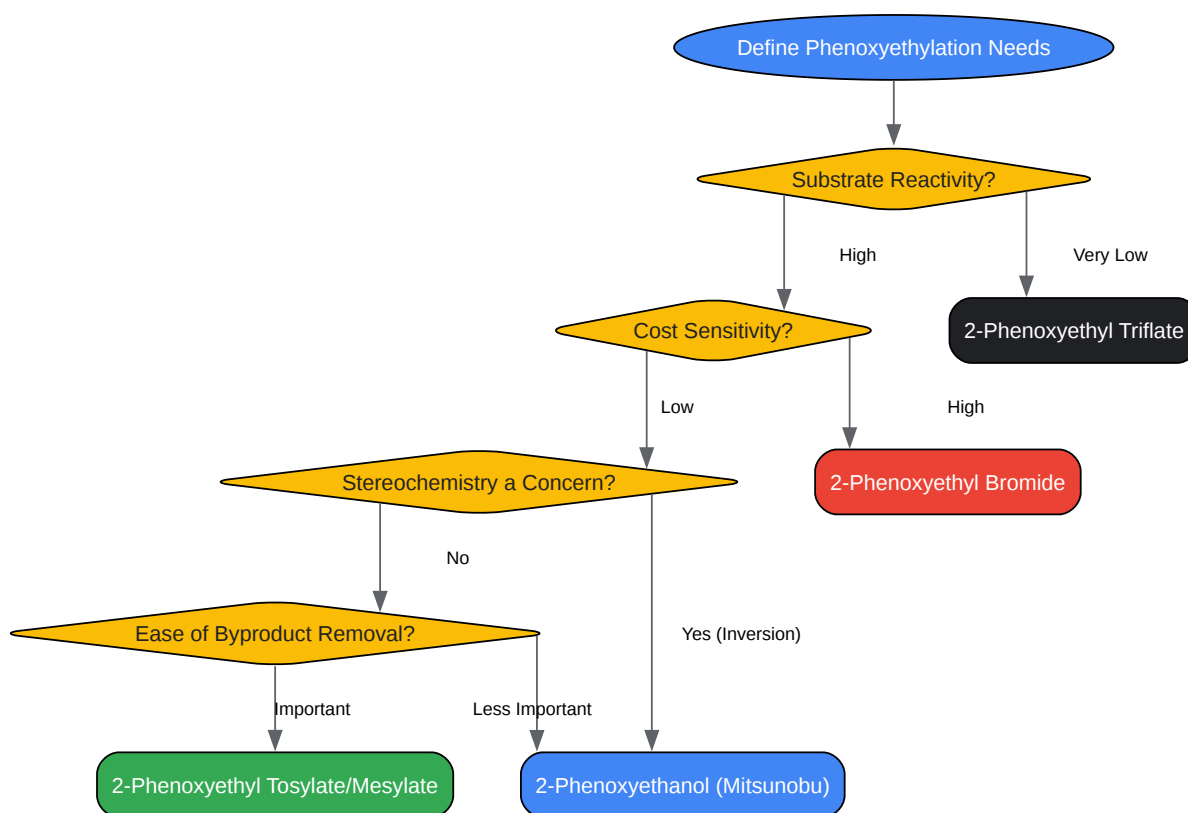 Define Phenoxyethylation Needs
Substrate Reactivity?
High
Very Low
Cost Sensitivity?
2-Phenoxyethyl Triflate
Low
High
Stereochemistry a Concern?
2-Phenoxyethyl Bromide
No
Ease of Byproduct Removal?
Yes (Inversion)
Important
Less Important
2-Phenoxyethyl Tosylate/Mesylate
2-Phenoxyethanol (Mitsunobu)